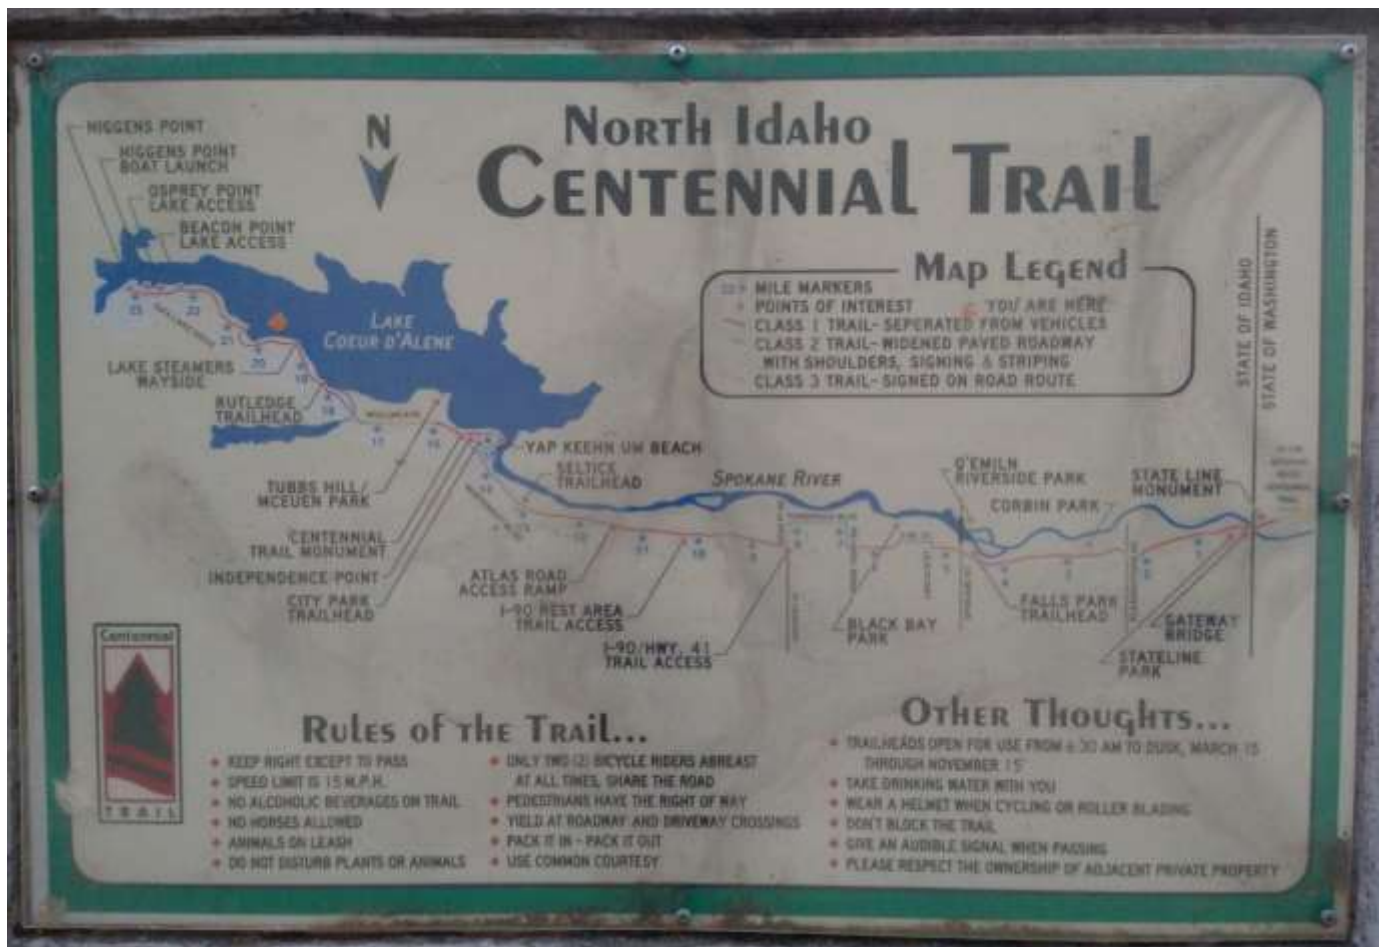 North Idaho
Centennial Trail
N
HIGGENS POINT
HIGGENS POINT
BOAT LAUNCH
OSPREY POINT
LAKE ACCESS
BEACON POINT
LAKE ACCESS
LAKE
COEUR D'ALENE
Map Legend
MILE MARKERS
POINTS OF INTEREST
YOU ARE HERE
CLASS 1 TRAIL- SEPERATED FROM VEHICLES
CLASS 2 TRAIL- WIDENED PAVED ROADWAY
WITH SHOULDERS, SIGNING & STRIPING
CLASS 3 TRAIL- SIGNED ON ROAD ROUTE
STATE OF IDAHO
STATE OF WASHINGTON
23
22
21
20
19
18
17
LAKE STEAMERS
WAYSIDE
RUTLEDGE
TRAILHEAD
TUBBS HILL/
MCEUEN PARK
CENTENNIAL
TRAIL MONUMENT
INDEPENDENCE POINT
CITY PARK
TRAILHEAD
YAP KEEHN UM BEACH
SELTICE
TRAILHEAD
SPOKANE RIVER
ATLAS ROAD
ACCESS RAMP
11
10
I-90 REST AREA
TRAIL ACCESS
I-90/HWY. 41
TRAIL ACCESS
BLACK BAY
PARK
Q'EMILN
RIVERSIDE PARK
CORBIN PARK
STATE LINE
MONUMENT
FALLS PARK
TRAILHEAD
GATEWAY
BRIDGE
STATELINE
PARK
Centennial
TRAIL
Rules of the Trail...
KEEP RIGHT EXCEPT TO PASS
SPEED LIMIT IS 15 M.P.H.
NO ALCOHOLIC BEVERAGES ON TRAIL
NO HORSES ALLOWED
ANIMALS ON LEASH
DO NOT DISTURB PLANTS OR ANIMALS
ONLY TWO (2) BICYCLE RIDERS ABREAST
AT ALL TIMES, SHARE THE ROAD
PEDESTRIANS HAVE THE RIGHT OF WAY
YIELD AT ROADWAY AND DRIVEWAY CROSSINGS
PACK IT IN - PACK IT OUT
USE COMMON COURTESY
Other Thoughts...
TRAILHEADS OPEN FOR USE FROM 6:30 AM TO DUSK, MARCH 15
THROUGH NOVEMBER 15
TAKE DRINKING WATER WITH YOU
WEAR A HELMET WHEN CYCLING OR ROLLER BLADING
DON'T BLOCK THE TRAIL
GIVE AN AUDIBLE SIGNAL WHEN PASSING
PLEASE RESPECT THE OWNERSHIP OF ADJACENT PRIVATE PROPERTY